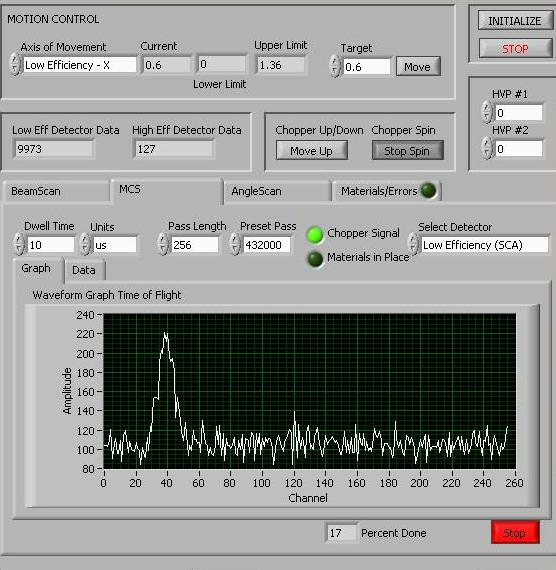 MOTION CONTROL
INITIALIZE
STOP
Axis of Movement Current Upper Limit Target
Low Efficiency - X 0.6 0 1.36 0.6 Move
Lower Limit
HVP #1
0
HVP #2
0
Low Eff Detector Data High Eff Detector Data
9973 127
Chopper Up/Down Chopper Spin
Move Up Stop Spin
BeamScan MCS AngleScan Materials/Errors
Dwell Time Units Pass Length Preset Pass Chopper Signal Select Detector
10 us 256 432000 Materials in Place Low Efficiency (SCA)
Graph Data
Waveform Graph Time of Flight
Amplitude
240
220
200
180
160
140
120
100
80
0 20 40 60 80 100 120 140 160 180 200 220 240 260
Channel
17 Percent Done Stop